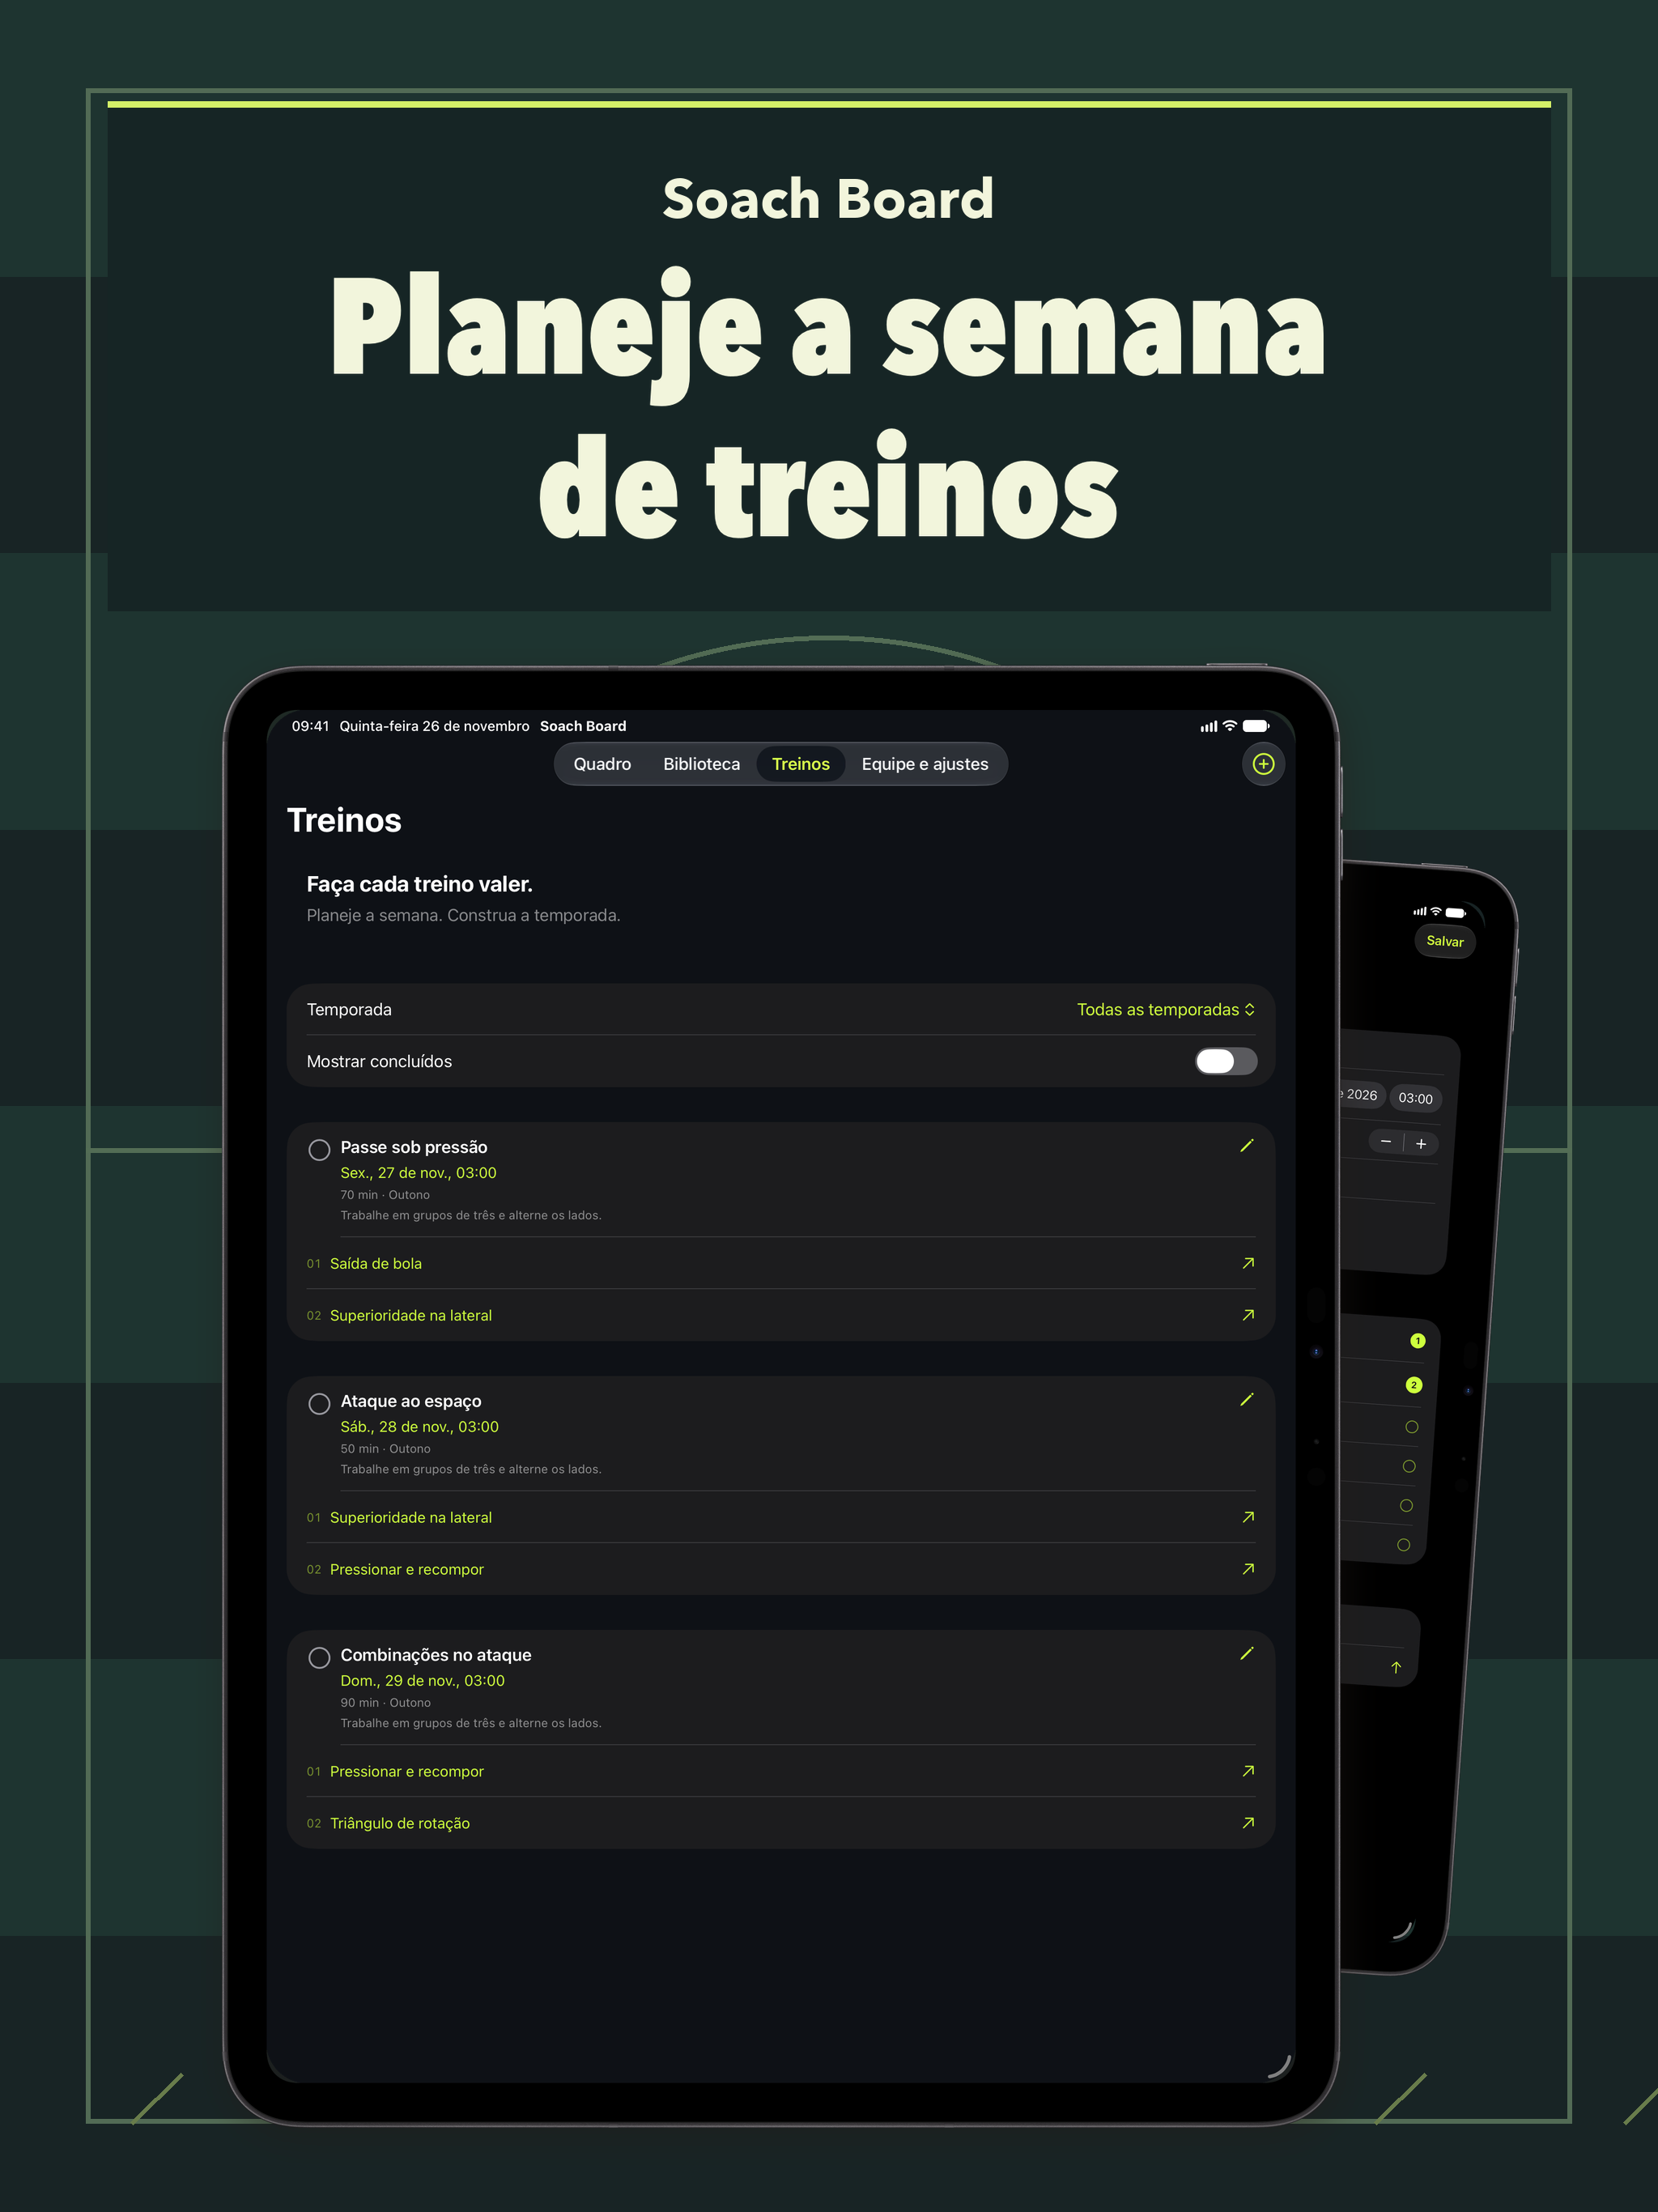 Soach Board
Planeje a semana
de treinos
09:41 Quinta-feira 26 de novembro Soach Board
Quadro Biblioteca Treinos Equipe e ajustes
Treinos
Faça cada treino valer.
Planeje a semana. Construa a temporada.
Temporada Todas as temporadas
Mostrar concluídos
Passe sob pressão
Sex., 27 de nov., 03:00
70 min · Outono
Trabalhe em grupos de três e alterne os lados.
01 Saída de bola
02 Superioridade na lateral
Ataque ao espaço
Sáb., 28 de nov., 03:00
50 min · Outono
Trabalhe em grupos de três e alterne os lados.
01 Superioridade na lateral
02 Pressionar e recompor
Combinações no ataque
Dom., 29 de nov., 03:00
90 min · Outono
Trabalhe em grupos de três e alterne os lados.
01 Pressionar e recompor
02 Triângulo de rotação
Salvar
2026 03:00
1
2